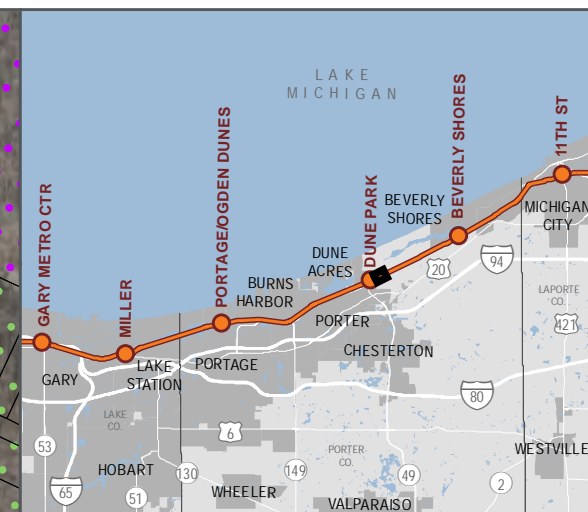 LAKE
MICHIGAN
GARY METRO CTR
MILLER
PORTAGE/OGDEN DUNES
DUNE PARK
BEVERLY SHORES
11TH ST
BEVERLY
SHORES
MICHIGAN
CITY
DUNE
ACRES
BURNS
HARBOR
20
94
LAPORTE
CO.
421
PORTER
CHESTERTON
LAKE
STATION
PORTAGE
GARY
80
LAKE
CO.
6
53
PORTER
CO.
WESTVILLE
HOBART
130
149
49
2
65
51
WHEELER
VALPARAISO